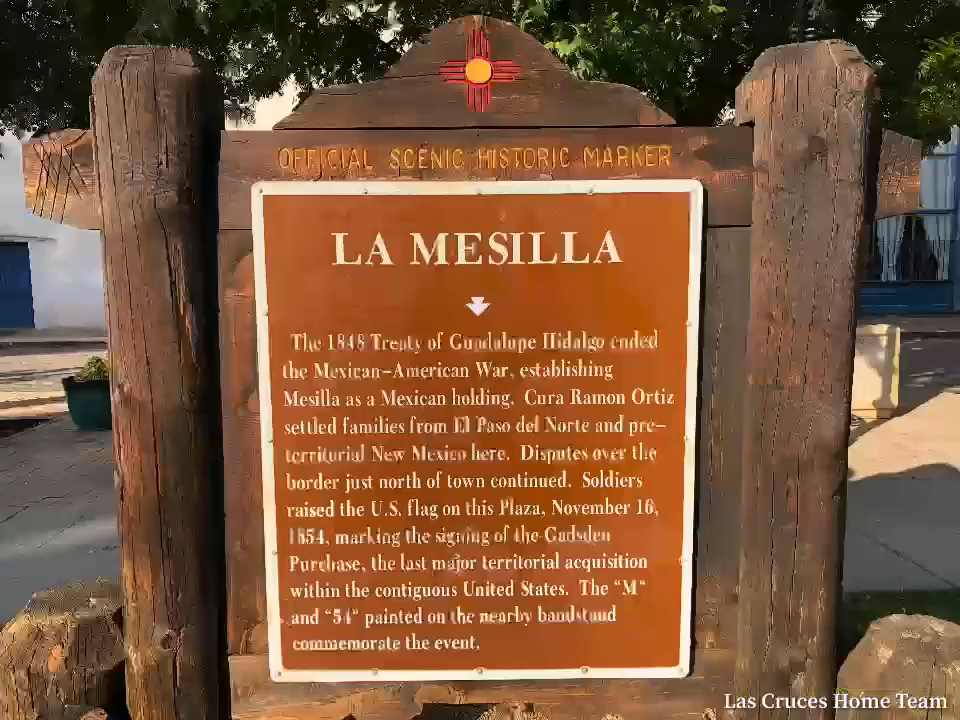 OFFICIAL SCENIC HISTORIC MARKER
LA MESILLA
The 1848 Treaty of Guadalupe Hidalgo ended
the Mexican-American War, establishing
Mesilla as a Mexican holding. Cura Ramon Ortiz
settled families from El Paso del Norte and pre-
territorial New Mexico here. Disputes over the
border just north of town continued. Soldiers
raised the U.S. flag on this Plaza, November 16,
1854, marking the signing of the Gadsden
Purchase, the last major territorial acquisition
within the contiguous United States. The "M"
and "54" painted on the nearby bandstand
commemorate the event.
Las Cruces Home Team